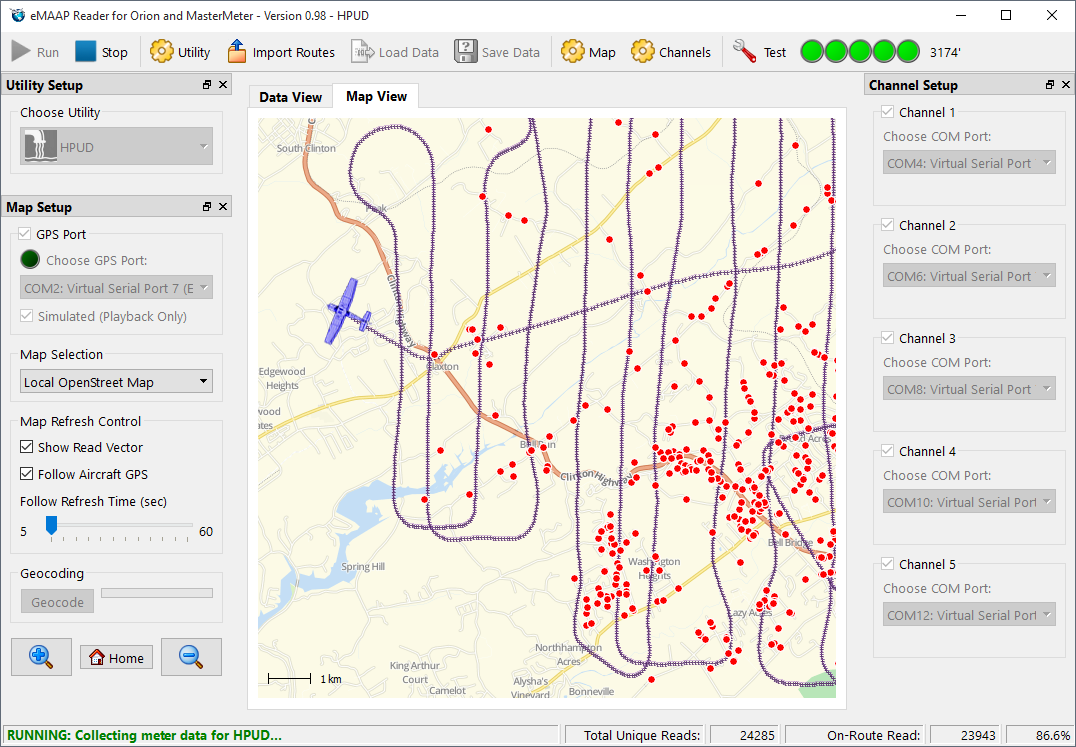 eMAAP Reader for Orion and MasterMeter - Version 0.98 - HPUD
Run Stop Utility Import Routes Load Data Save Data Map Channels Test 3174'
Utility Setup
Choose Utility
HPUD
Map Setup
GPS Port
Choose GPS Port:
COM2: Virtual Serial Port 7 (E
Simulated (Playback Only)
Map Selection
Local OpenStreet Map
Map Refresh Control
Show Read Vector
Follow Aircraft GPS
Follow Refresh Time (sec)
5 60
Geocoding
Geocode
Home
Data View Map View
South Clinton
Clinton Highway
Claxton
Edgewood
Heights
wood
ates
Clinton Highway
Spring Hill
Bell Bridge
Washington
Heights
azy Acres
Northhampton
Acres
King Arthur
Court
Camelot
Alysha's
Vineyard
Bonneville
1 km
Channel Setup
Channel 1
Choose COM Port:
COM4: Virtual Serial Port
Channel 2
Choose COM Port:
COM6: Virtual Serial Port
Channel 3
Choose COM Port:
COM8: Virtual Serial Port
Channel 4
Choose COM Port:
COM10: Virtual Serial Port
Channel 5
Choose COM Port:
COM12: Virtual Serial Port
RUNNING: Collecting meter data for HPUD...
Total Unique Reads: 24285 On-Route Read: 23943 86.6%